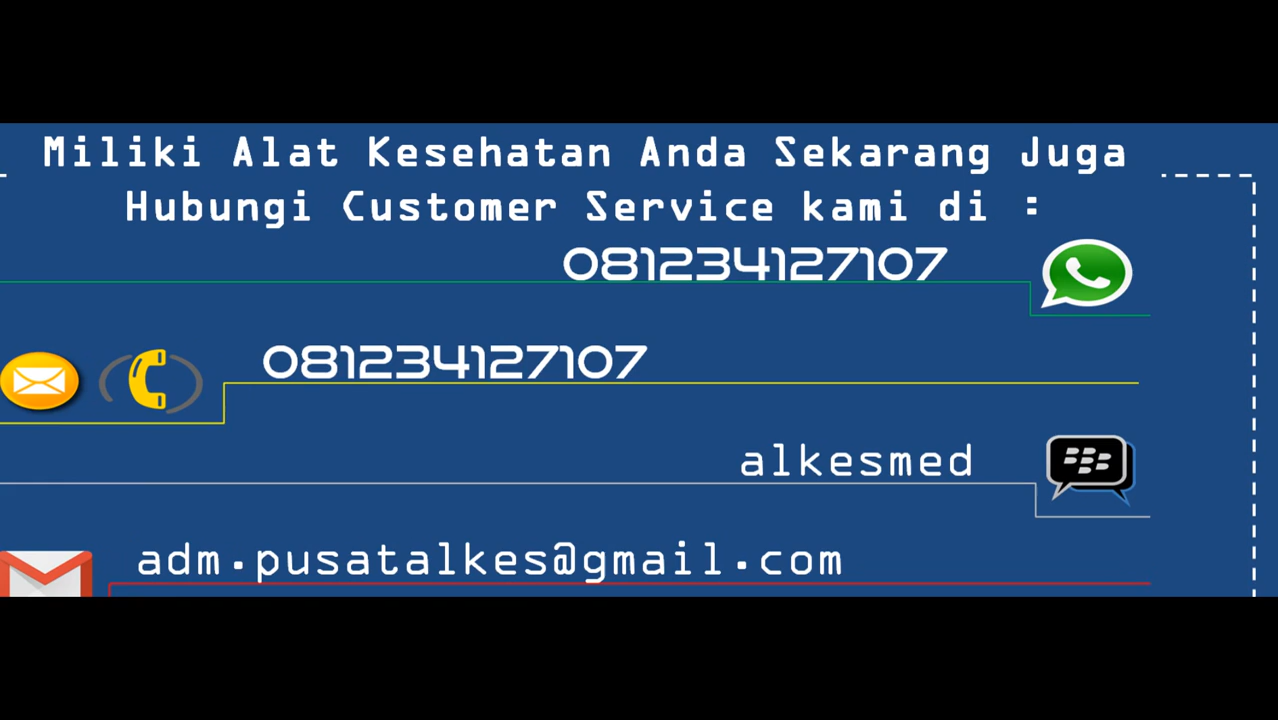 Miliki Alat Kesehatan Anda Sekarang Juga
Hubungi Customer Service kami di :
081234127107
081234127107
alkesmed
adm.pusatalkes@gmail.com